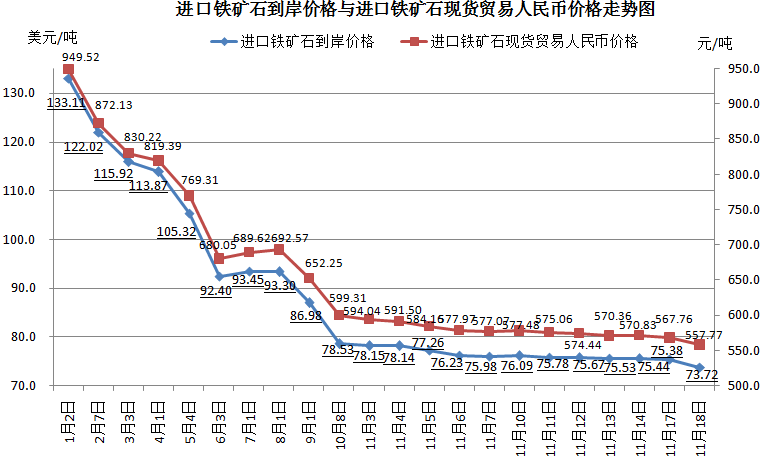 进口铁矿石到岸价格与进口铁矿石现货贸易人民币价格走势图
美元/吨
进口铁矿石到岸价格
进口铁矿石现货贸易人民币价格
元/吨
130.0
120.0
110.0
100.0
90.0
80.0
70.0
950.0
900.0
850.0
800.0
750.0
700.0
650.0
600.0
550.0
500.0
949.52
872.13
830.22
819.39
769.31
680.05
689.62
692.57
652.25
599.31
594.04
591.50
584.16
577.97
577.07
577.48
575.06
574.44
570.36
570.83
567.76
557.77
133.11
122.02
115.92
113.87
105.32
92.40
93.45
93.30
86.98
78.53
78.15
78.14
77.26
76.23
75.98
76.09
75.78
75.67
75.53
75.44
75.38
73.72
1月2日
2月7日
3月3日
4月1日
5月4日
6月3日
7月1日
8月1日
9月1日
10月8日
11月3日
11月4日
11月5日
11月6日
11月7日
11月10日
11月11日
11月12日
11月13日
11月14日
11月17日
11月18日